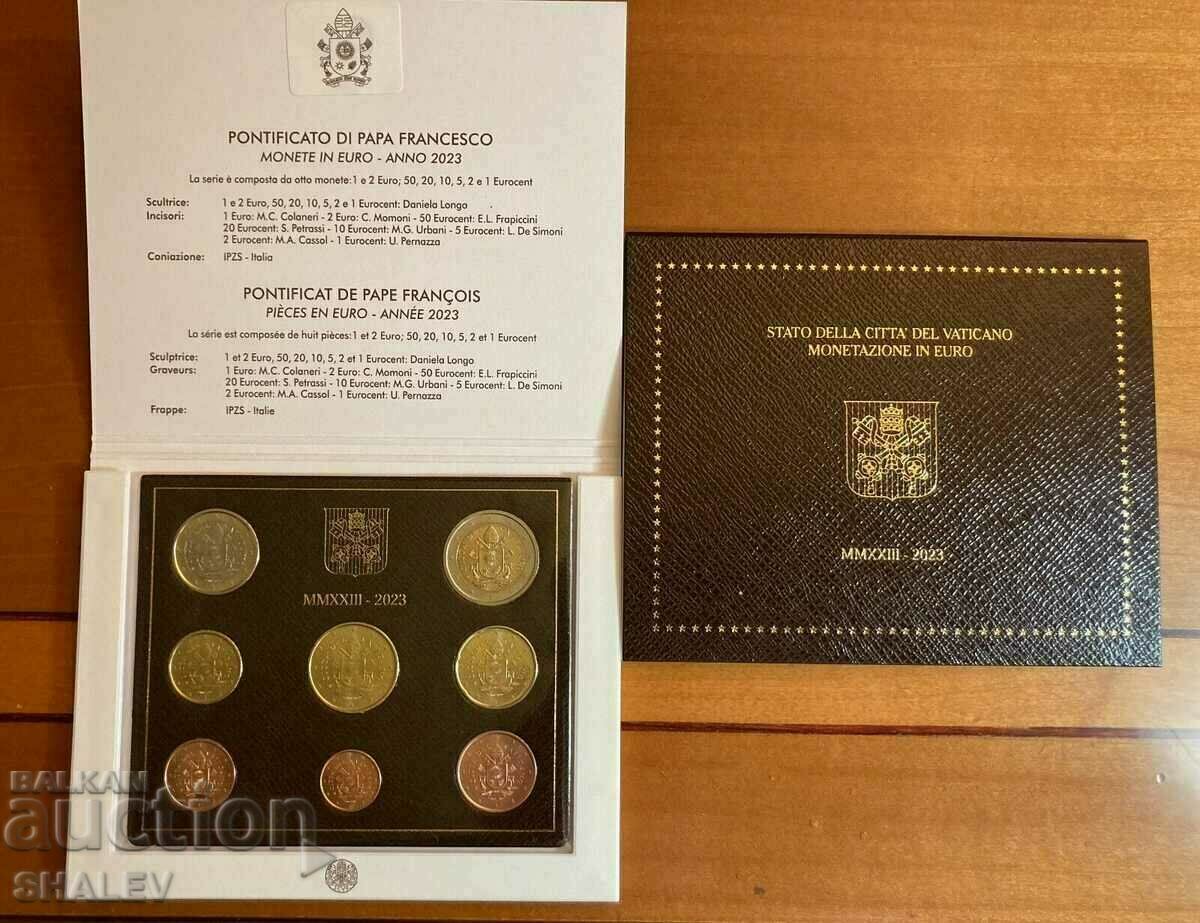 PONTIFICATO DI PAPA FRANCESCO
MONETE IN EURO - ANNO 2023
La serie è composta da otto monete:1 e 2 Euro; 50, 20, 10, 5, 2 e 1 Eurocent
Scultrice: 1 e 2 Euro, 50, 20, 10, 5, 2 e 1 Eurocent: Daniela Longo
Incisori: 1 Euro: M.C. Colaneri - 2 Euro: C. Momoni - 50 Eurocent: E.L. Frapiccini
20 Eurocent: S. Petrassi - 10 Eurocent: M.G. Urbani - 5 Eurocent: L. De Simoni
2 Eurocent: M.A. Cassol - 1 Eurocent: U. Pernazza
Coniazione: IPZS - Italia
PONTIFICAT DE PAPE FRANÇOIS
PIÈCES EN EURO - ANNÉE 2023
La série est composée de huit pièces:1 et 2 Euro; 50, 20, 10, 5, 2 et 1 Eurocent
Sculptrice: 1 et 2 Euro, 50, 20, 10, 5, 2 et 1 Eurocent: Daniela Longo
Graveurs: 1 Euro: M.C. Colaneri - 2 Euro: C. Momoni - 50 Eurocent: E.L. Frapiccini
20 Eurocent: S. Petrassi - 10 Eurocent: M.G. Urbani - 5 Eurocent: L. De Simoni
2 Eurocent: M.A. Cassol - 1 Eurocent: U. Pernazza
Frappe: IPZS - Italie
MMXXIII - 2023
STATO DELLA CITTA' DEL VATICANO
MONETAZIONE IN EURO
MMXXIII - 2023
BALKAN
auction
SHALEV